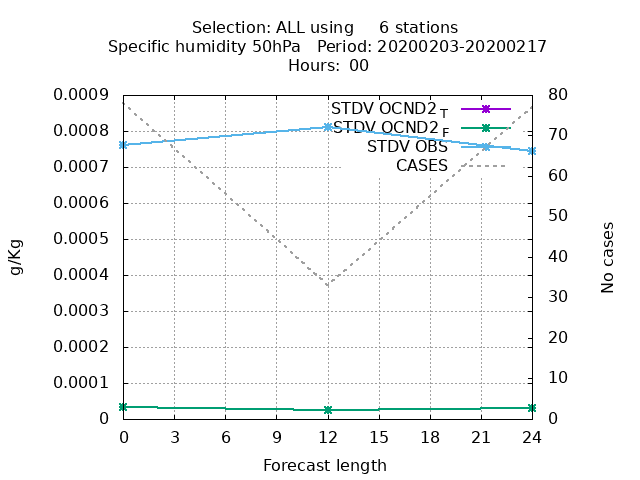 Selection: ALL using     6 stations
Specific humidity 50hPa   Period: 20200203-20200217
Hours: 00
STDV OCND2 T
STDV OCND2 F
STDV OBS
CASES
0.0009
0.0008
0.0007
0.0006
0.0005
0.0004
0.0003
0.0002
0.0001
0
g/Kg
80
70
60
50
40
30
20
10
0
No cases
0 3 6 9 12 15 18 21 24
Forecast length